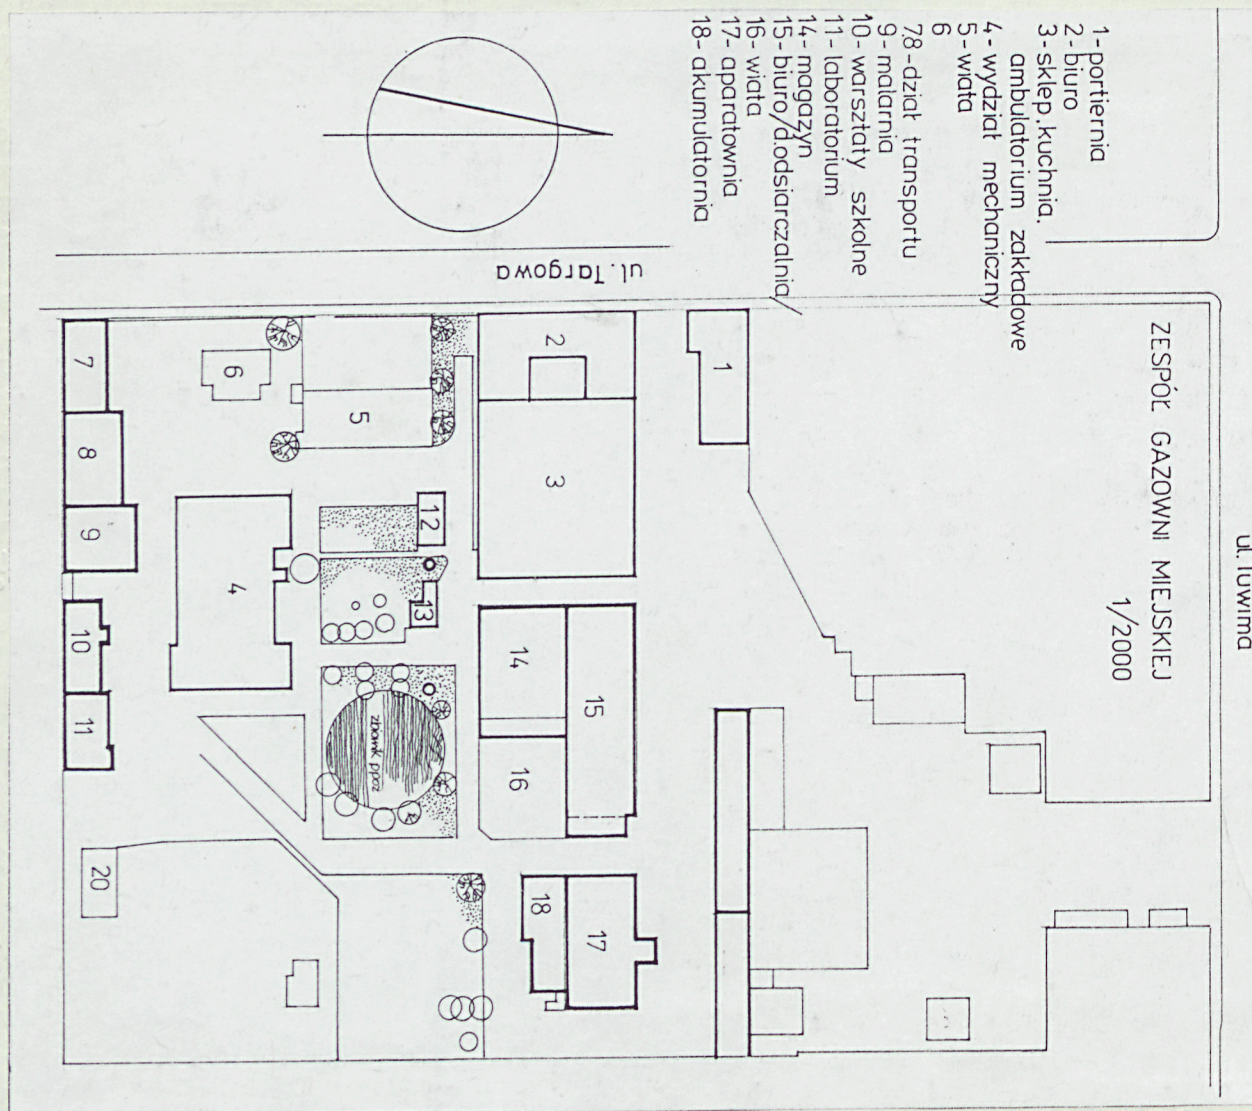 ul. Tuwima
ZESPÓŁ GAZOWNI MIEJSKIEJ
1/2000
1-portiernia
2-biuro
3-sklep.kuchnia.
ambulatorium zakładowe
4-wydział mechaniczny
5-wiata
6
7,8-dział transportu
9-malarnia
10-warsztaty szkolne
11-laboratorium
14-magazyn
15-biuro/d.odsiarczalnia/
16-wiata
17-aparatownia
18-akumulatornia
ul. Targowa
1
2
3
4
5
6
7
8
9
10
11
12
13
14
15
16
17
18
20
zbiornik ppoż